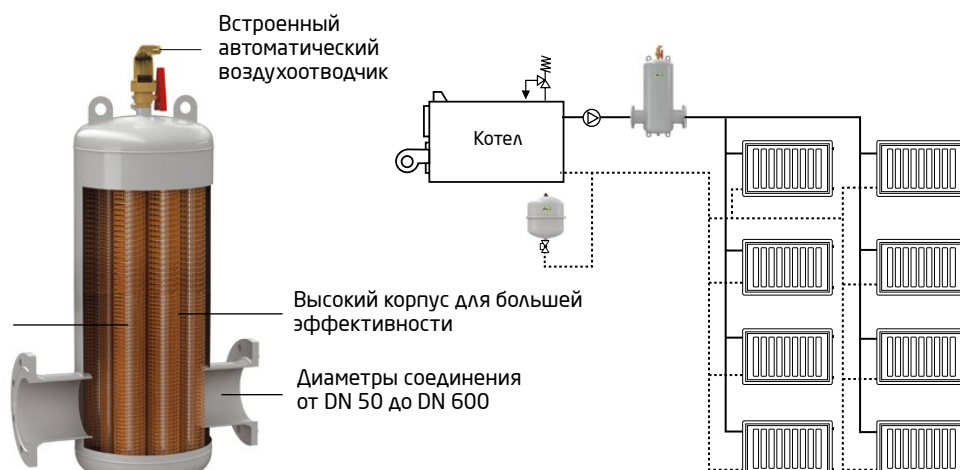 Встроенный
автоматический
воздухоотводчик
Котел
Высокий корпус для большей
эффективности
Диаметры соединения
от DN 50 до DN 600